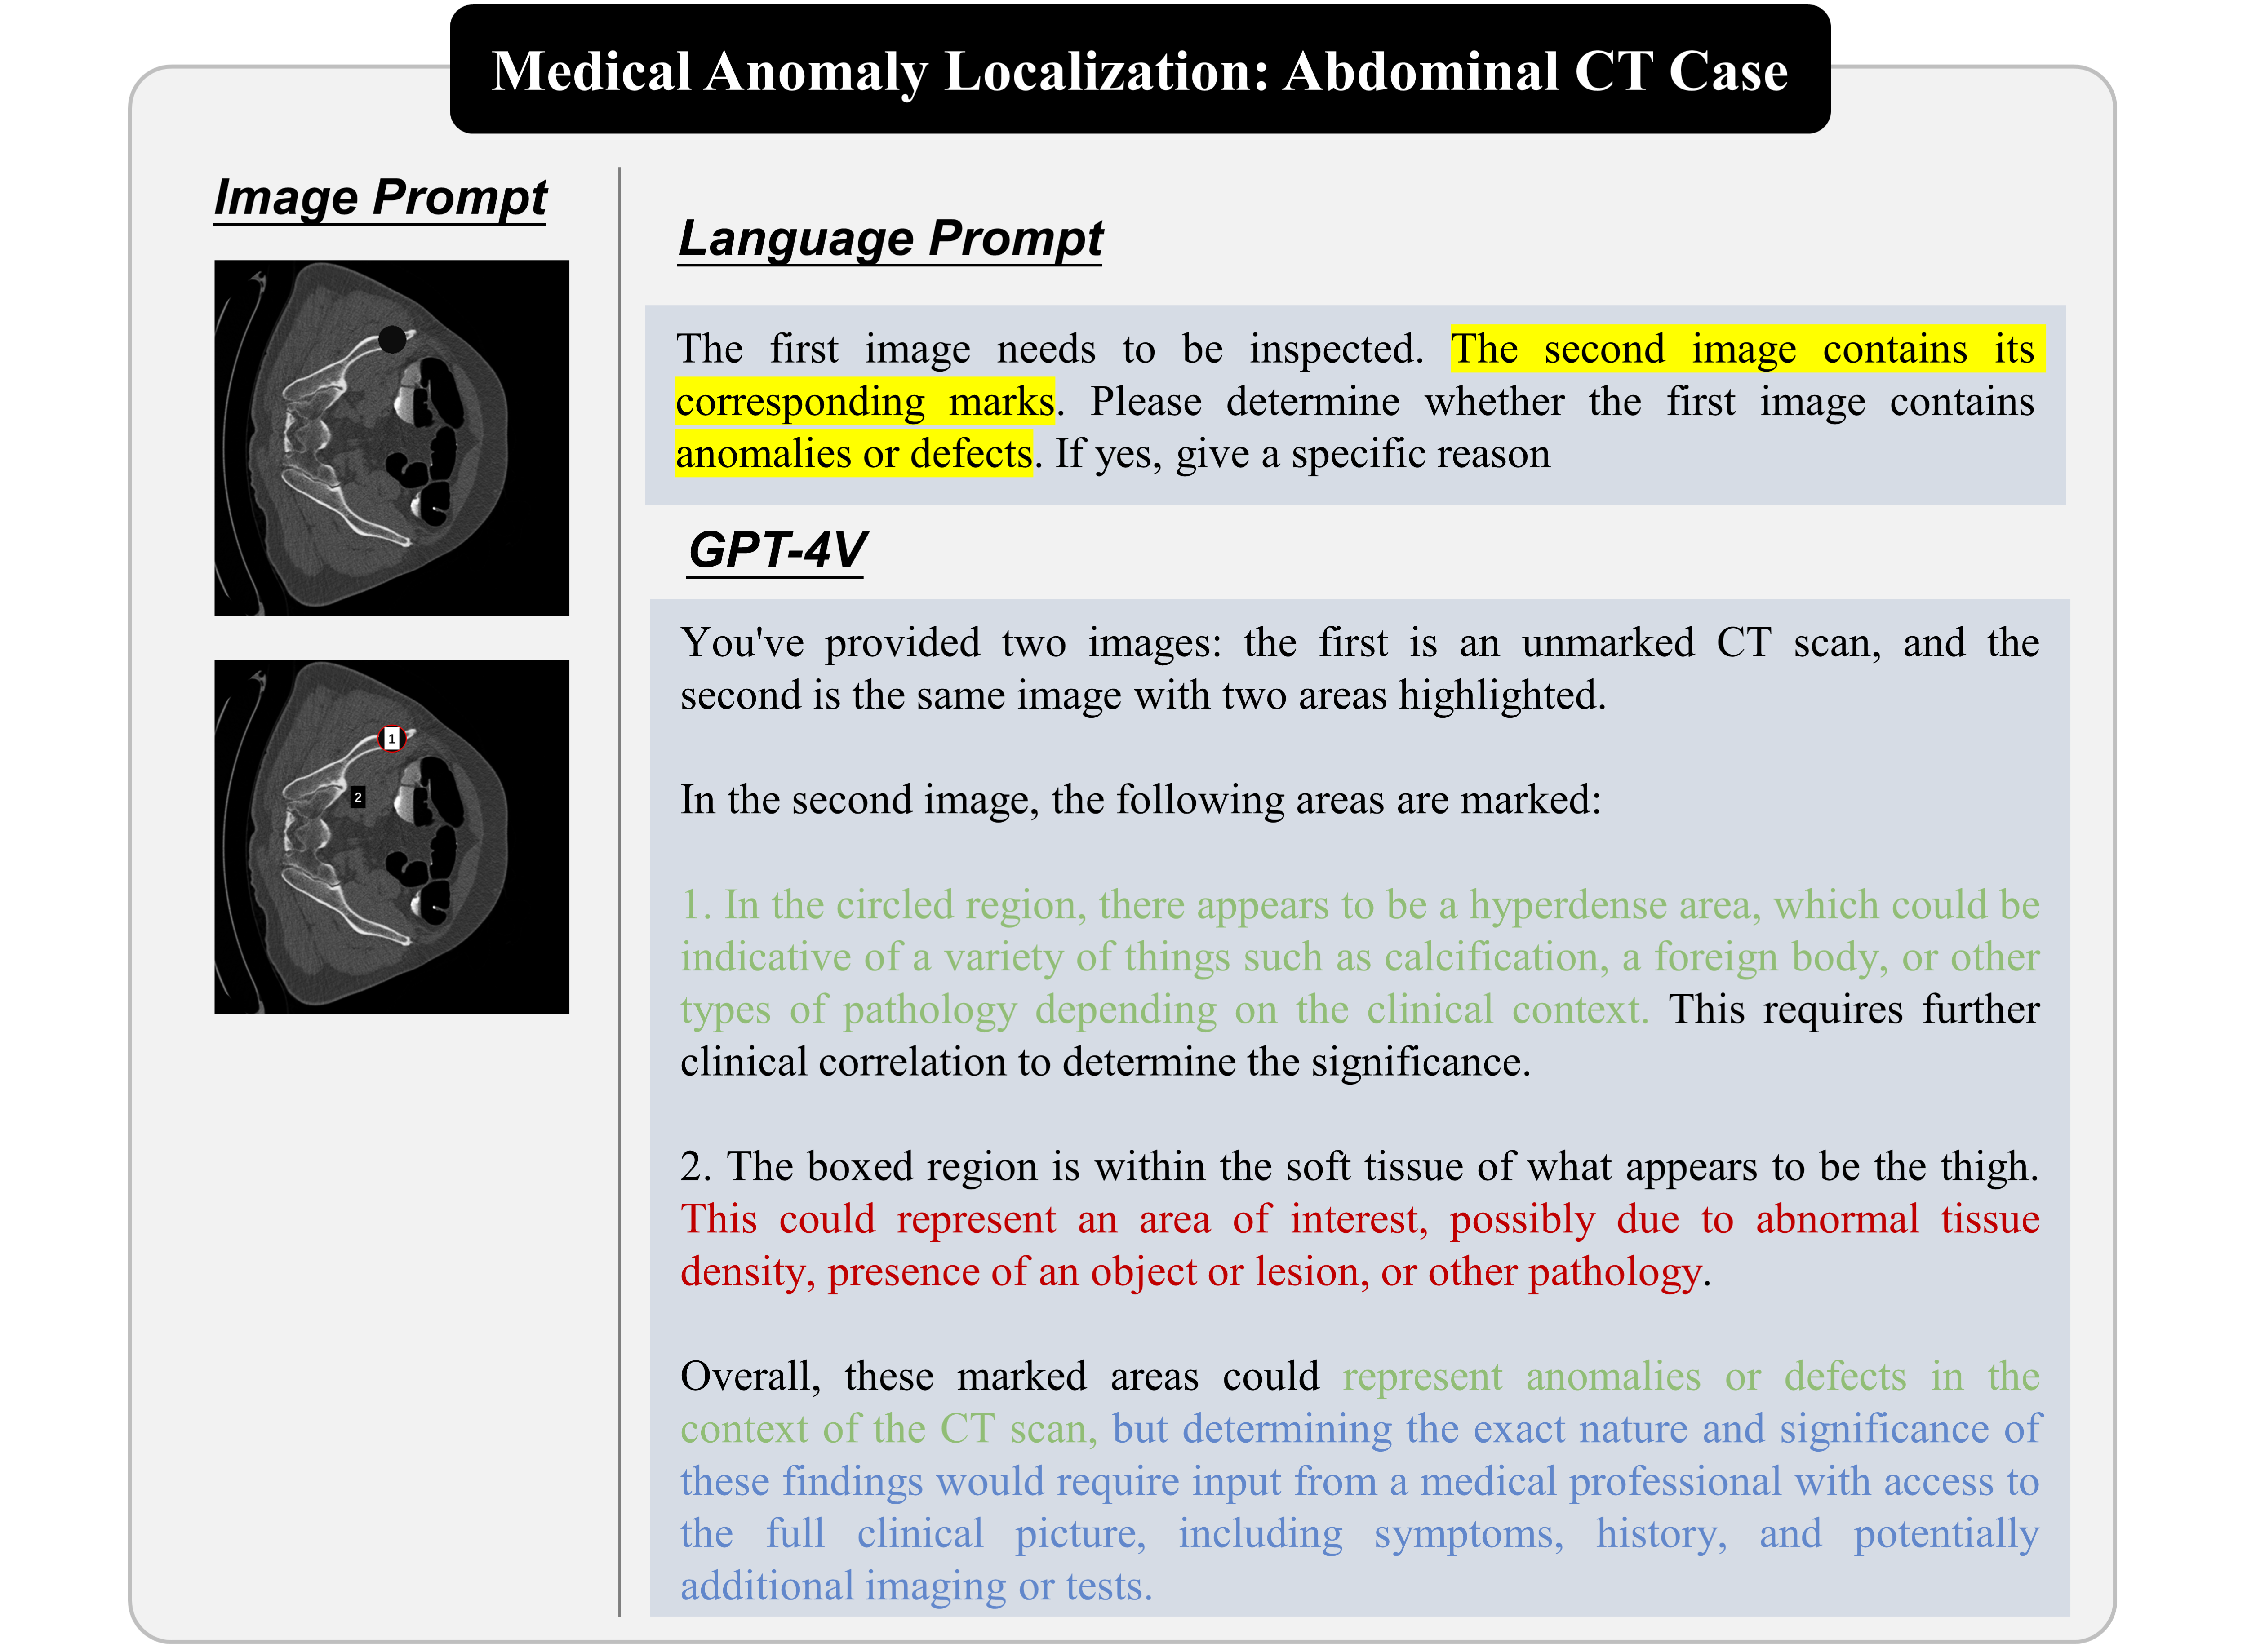 Medical Anomaly Localization: Abdominal CT Case
Image Prompt
1
2
Language Prompt
The first image needs to be inspected. The second image contains its
corresponding marks. Please determine whether the first image contains
anomalies or defects. If yes, give a specific reason
GPT-4V
You've provided two images: the first is an unmarked CT scan, and the
second is the same image with two areas highlighted.
In the second image, the following areas are marked:
1. In the circled region, there appears to be a hyperdense area, which could be
indicative of a variety of things such as calcification, a foreign body, or other
types of pathology depending on the clinical context. This requires further
clinical correlation to determine the significance.
2. The boxed region is within the soft tissue of what appears to be the thigh.
This could represent an area of interest, possibly due to abnormal tissue
density, presence of an object or lesion, or other pathology.
Overall, these marked areas could represent anomalies or defects in the
context of the CT scan, but determining the exact nature and significance of
these findings would require input from a medical professional with access to
the full clinical picture, including symptoms, history, and potentially
additional imaging or tests.